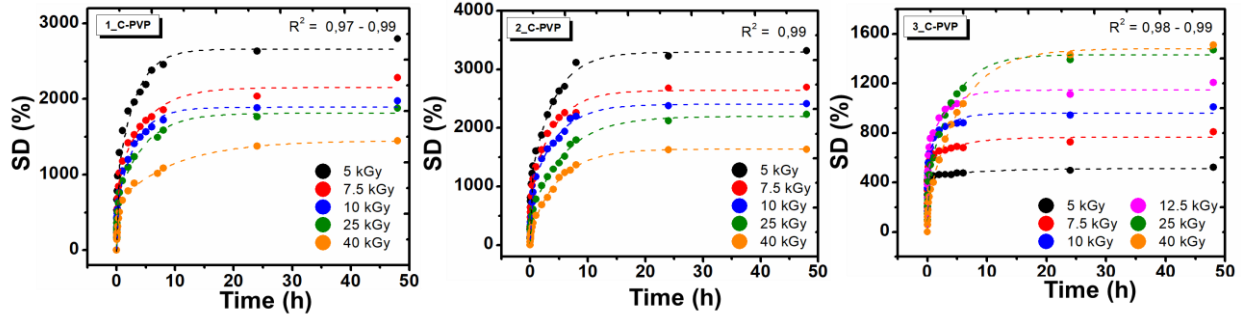 1_C-PVP
R² = 0,97 - 0,99
SD (%)
3000
2000
1000
0
5 kGy
7.5 kGy
10 kGy
25 kGy
40 kGy
0 10 20 30 40 50
Time (h)
2_C-PVP
R² = 0,99
SD (%)
4000
3000
2000
1000
0
5 kGy
7.5 kGy
10 kGy
25 kGy
40 kGy
0 10 20 30 40 50
Time (h)
3_C-PVP
R² = 0,98 - 0,99
SD (%)
1600
1200
800
400
0
5 kGy 12.5 kGy
7.5 kGy 25 kGy
10 kGy 40 kGy
0 10 20 30 40 50
Time (h)